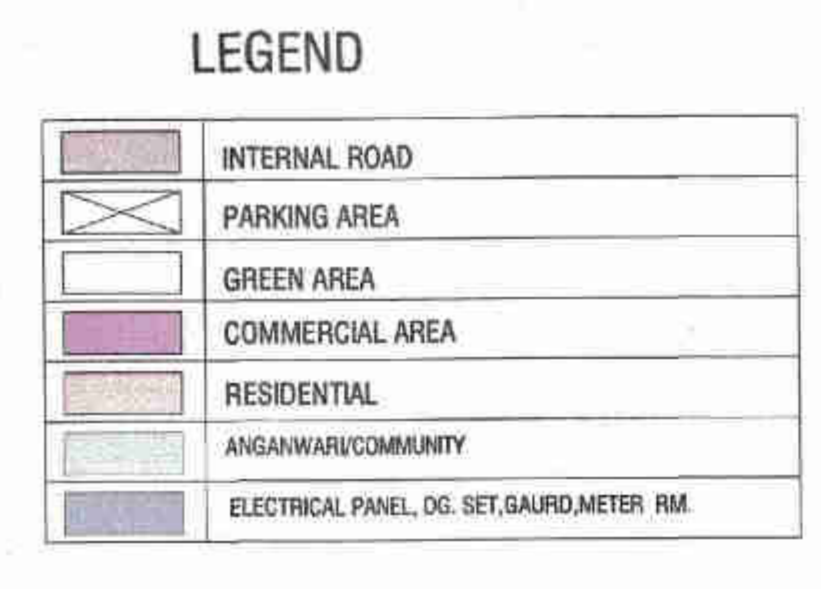 LEGEND
INTERNAL ROAD
PARKING AREA
GREEN AREA
COMMERCIAL AREA
RESIDENTIAL
ANGANWARI/COMMUNITY
ELECTRICAL PANEL, DG. SET,GAURD,METER RM.